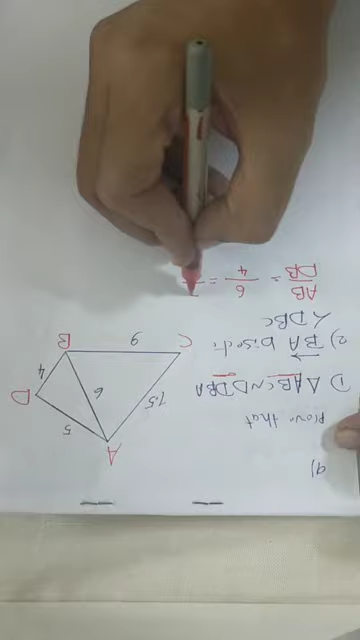 9)
Prove that
① △ABC ~ △DBA
2) BA bisects
∠DBC
AB/DB = 6/4 =
A
5
7.5
6
D
4
B
9
C